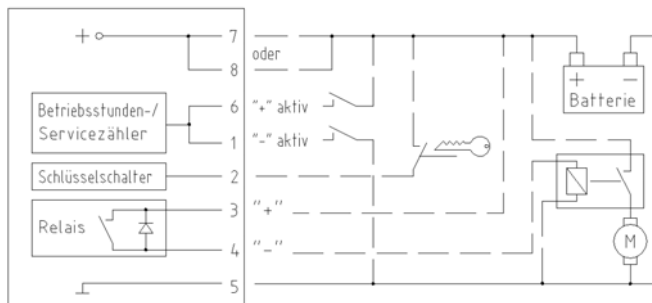 + 7
oder
8
Betriebsstunden-/
Servicezähler
6 "+" aktiv
1 "-" aktiv
Schlüsselschalter 2
Relais
3 "+"
4 "-"
5
+ -
Batterie
M